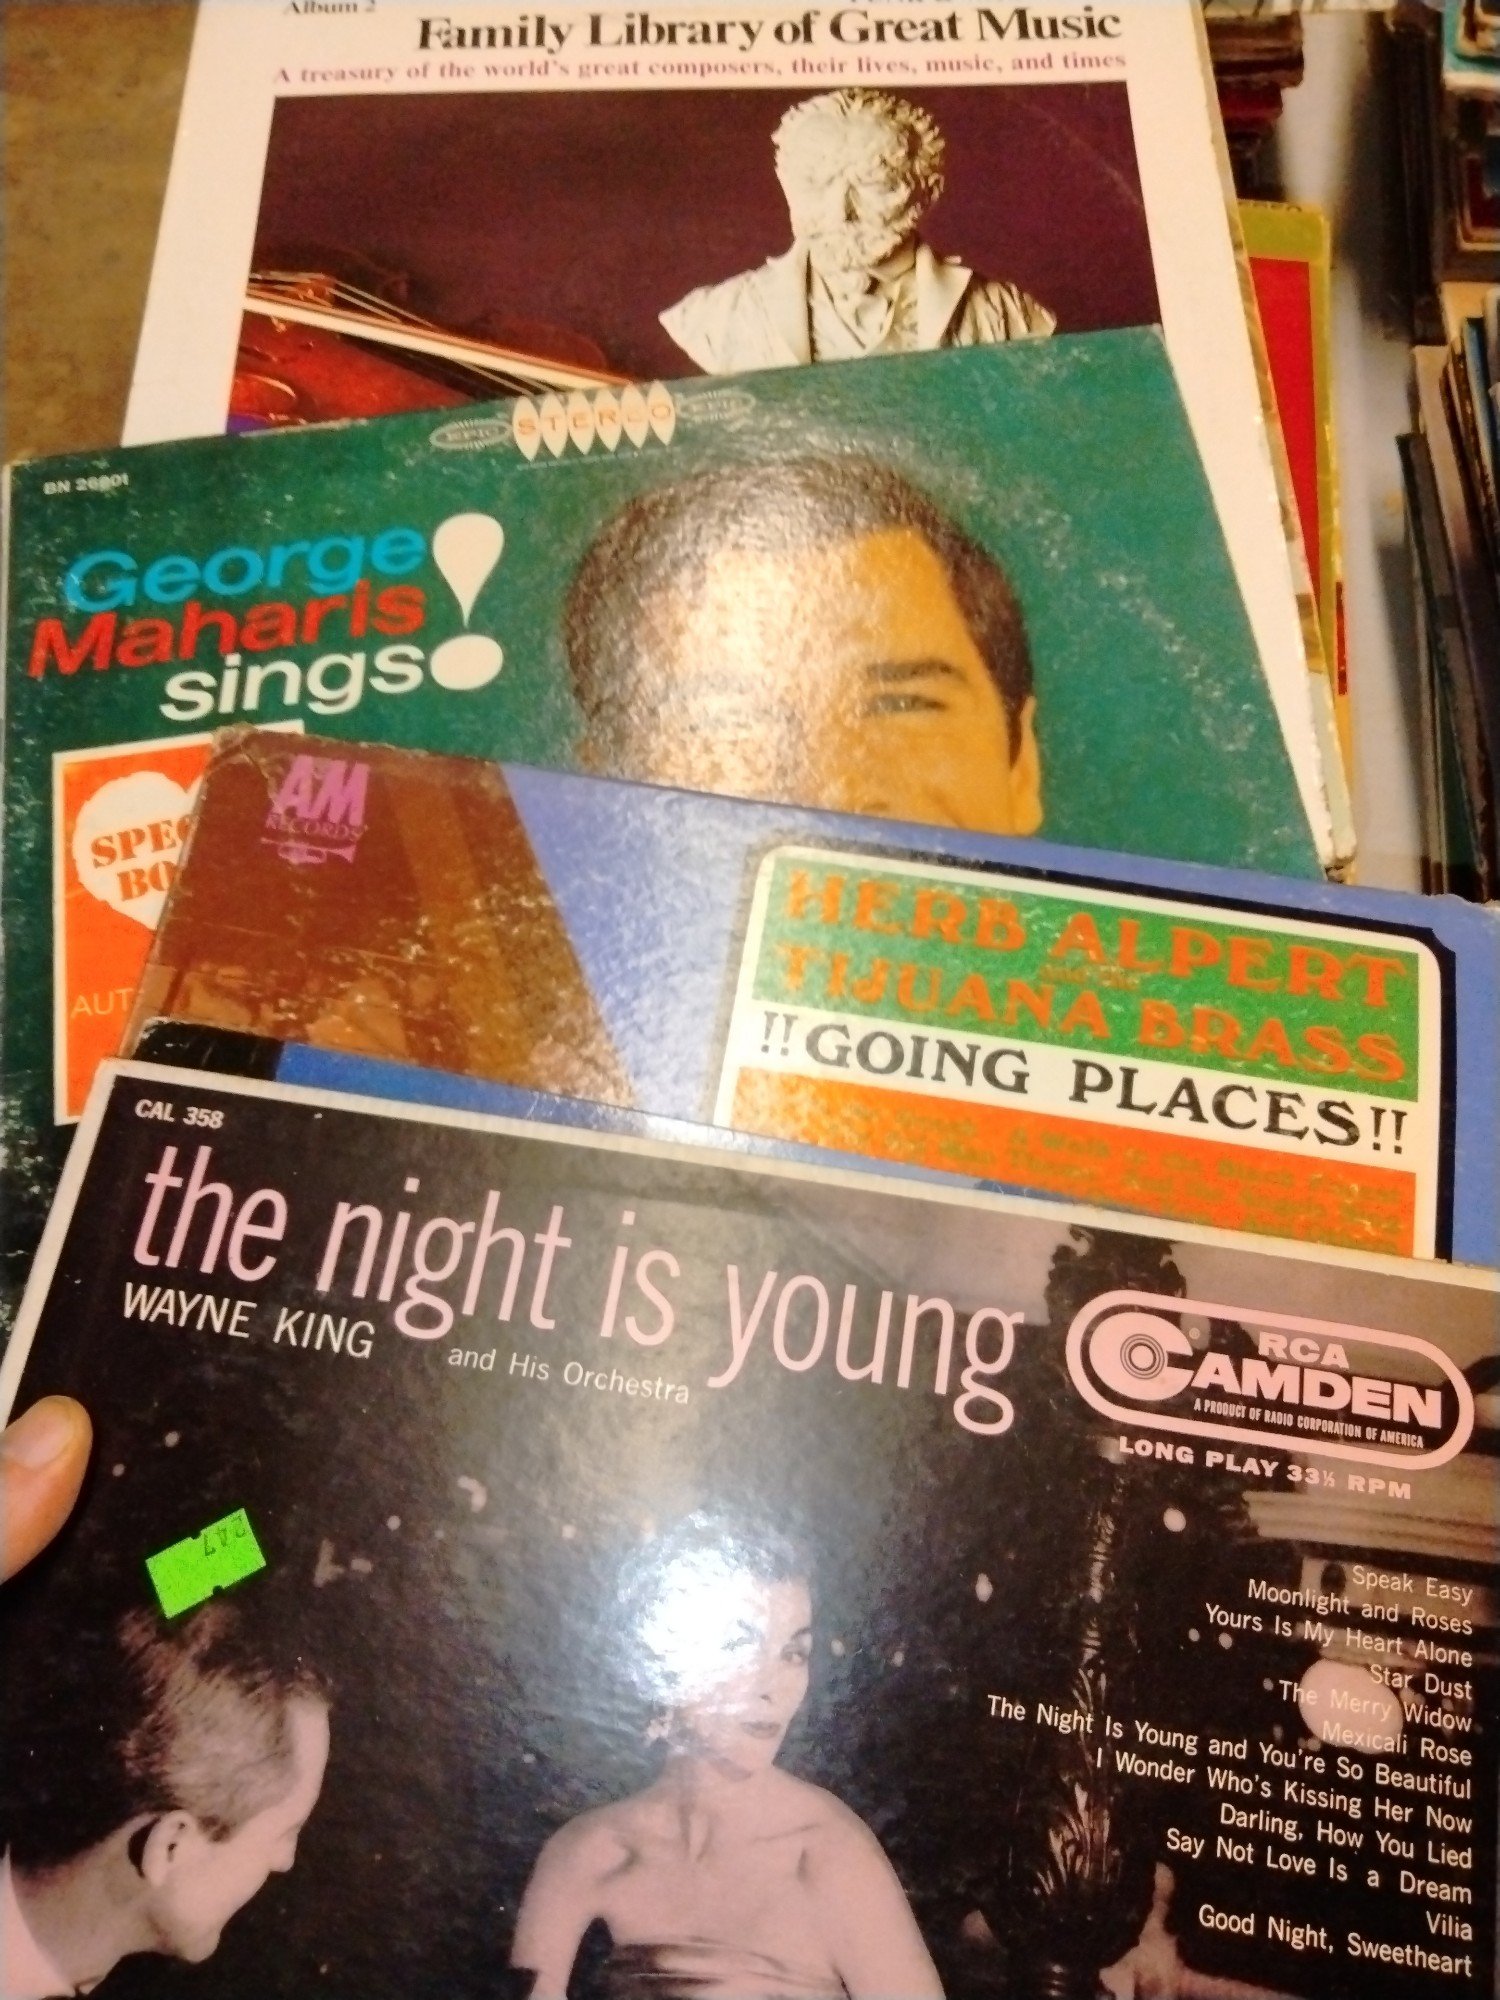 Album 2
Family Library of Great Music
A treasury of the world's great composers, their lives, music, and times
EPIC STEREO EPIC
George
Maharis
sings!
A&M
RECORDS
HERB ALPERT
and the
TIJUANA BRASS
!!GOING PLACES!!
CAL 358
the night is young
WAYNE KING
and His Orchestra
RCA
CAMDEN
A PRODUCT OF RADIO CORPORATION OF AMERICA
LONG PLAY 33⅓ RPM
247
Speak Easy
Moonlight and Roses
Yours Is My Heart Alone
Star Dust
The Merry Widow
Mexicali Rose
The Night Is Young and You're So Beautiful
I Wonder Who's Kissing Her Now
Darling, How You Lied
Say Not Love Is a Dream
Vilia
Good Night, Sweetheart